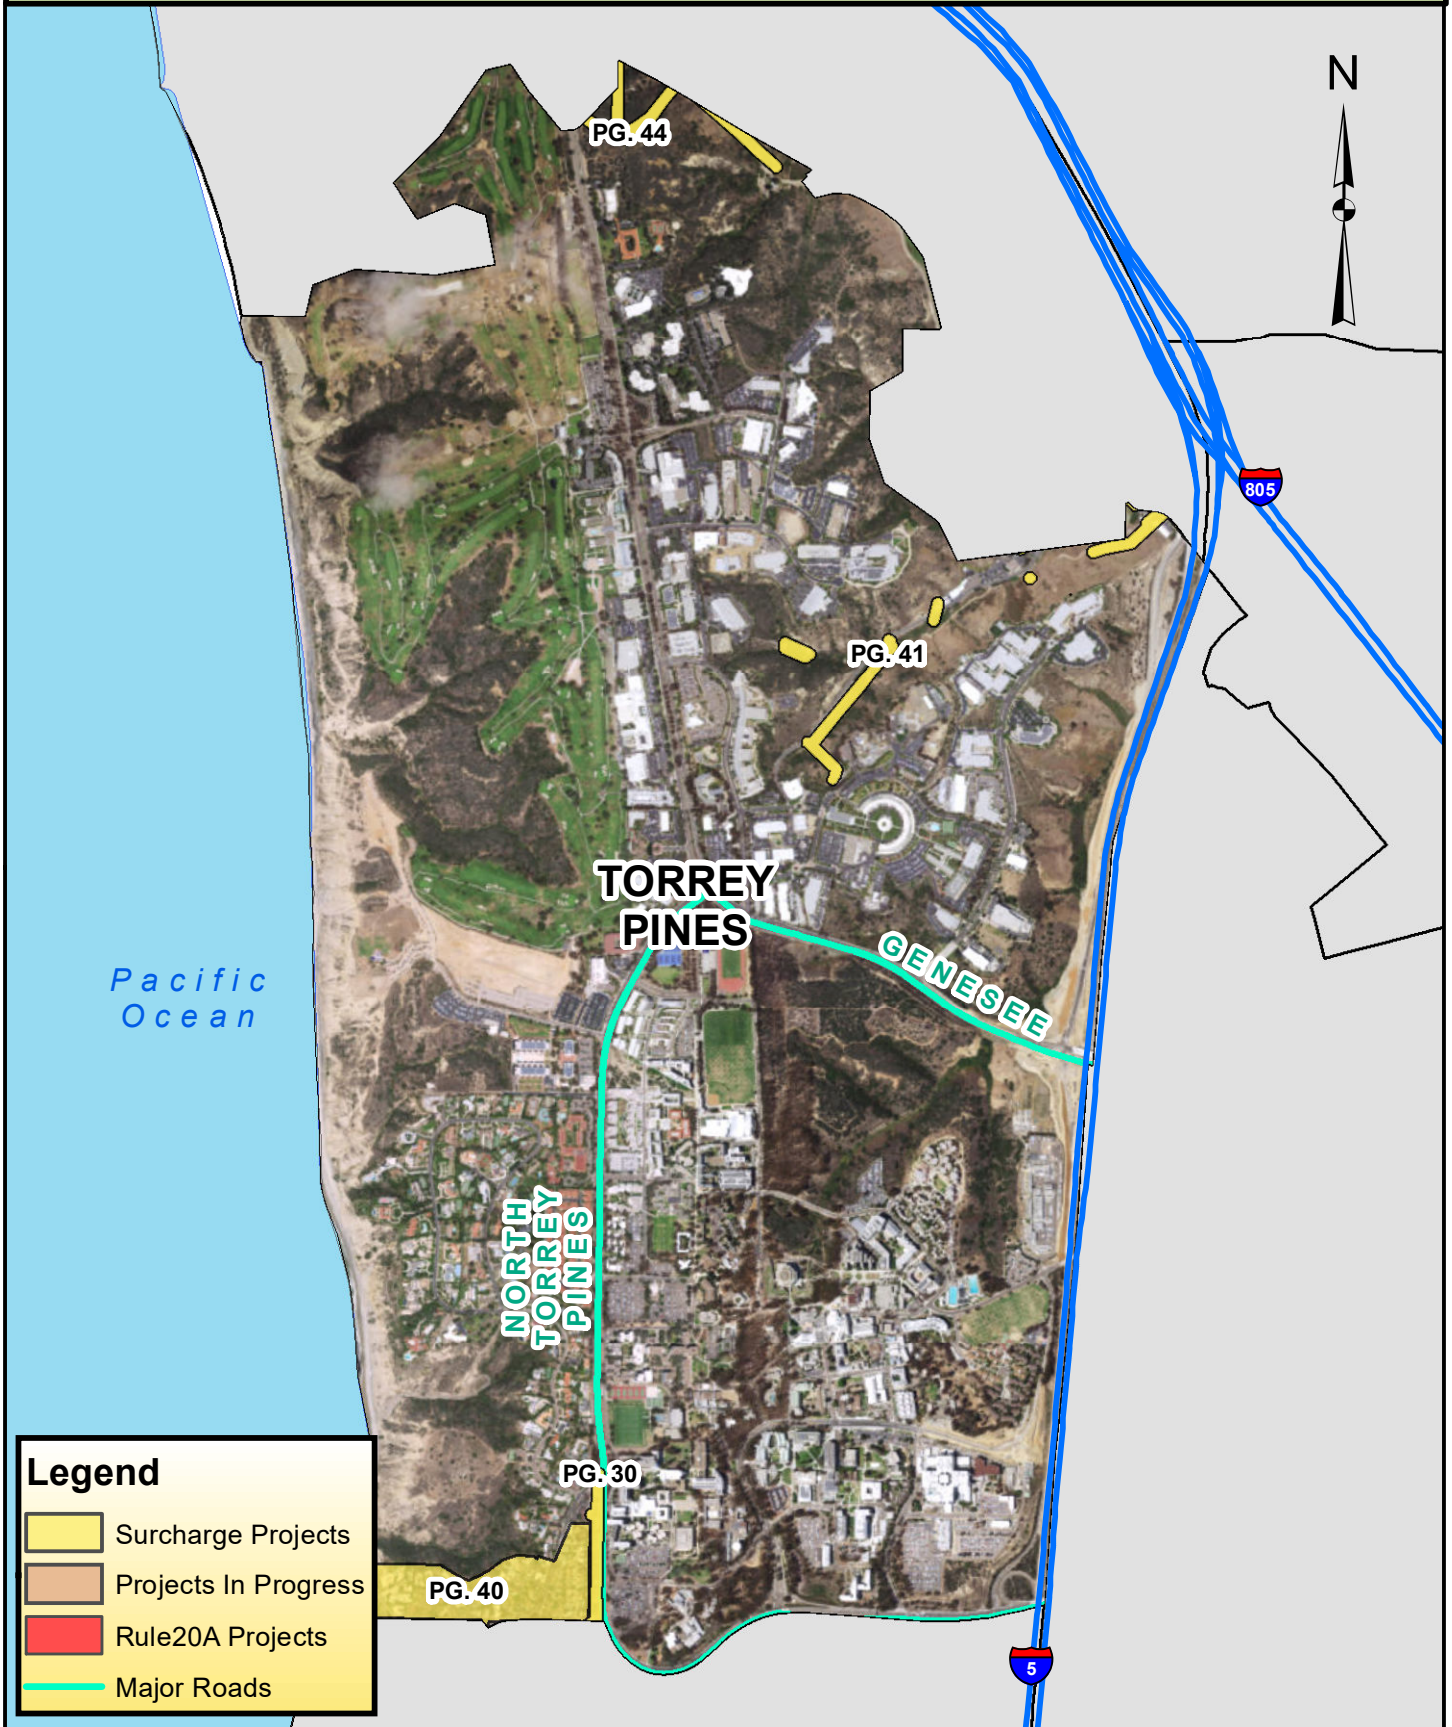 N
PG. 44
805
PG. 41
TORREY
PINES
GENESEE
Pacific
Ocean
NORTH
TORREY
PINES
PG. 30
PG. 40
Legend
Surcharge Projects
Projects In Progress
Rule20A Projects
Major Roads
5